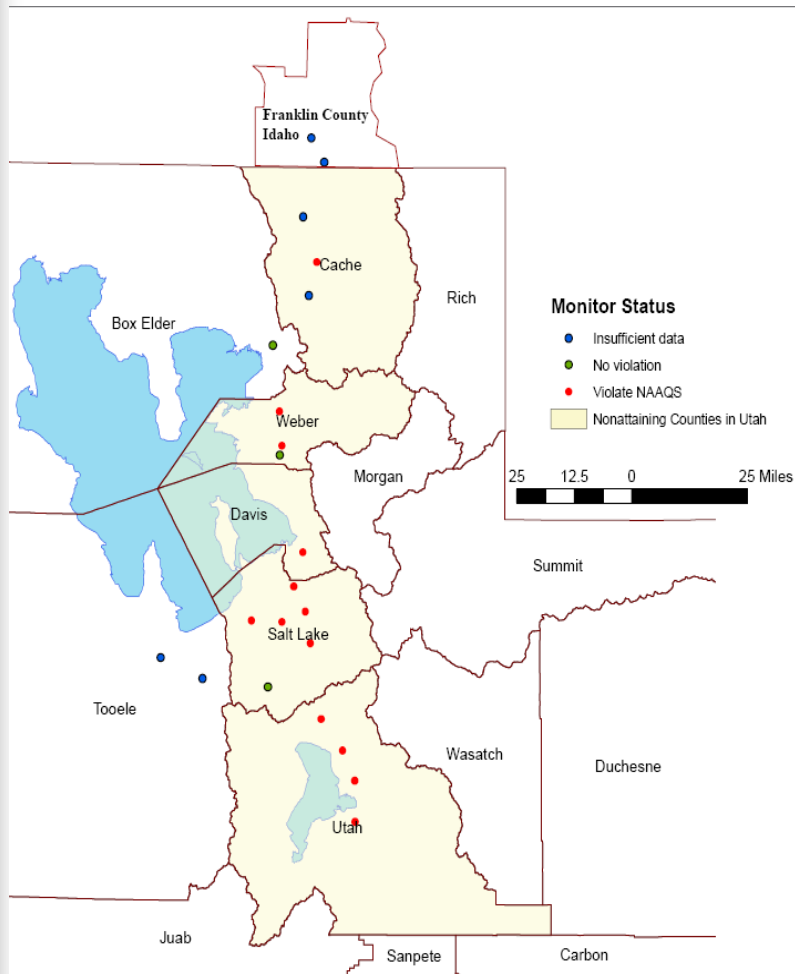 Franklin County
Idaho
Cache
Rich
Box Elder
Monitor Status
Insufficient data
No violation
Violate NAAQS
Nonattaining Counties in Utah
Weber
Morgan
25 12.5 0 25 Miles
Davis
Summit
Salt Lake
Tooele
Wasatch
Duchesne
Utah
Juab
Sanpete
Carbon